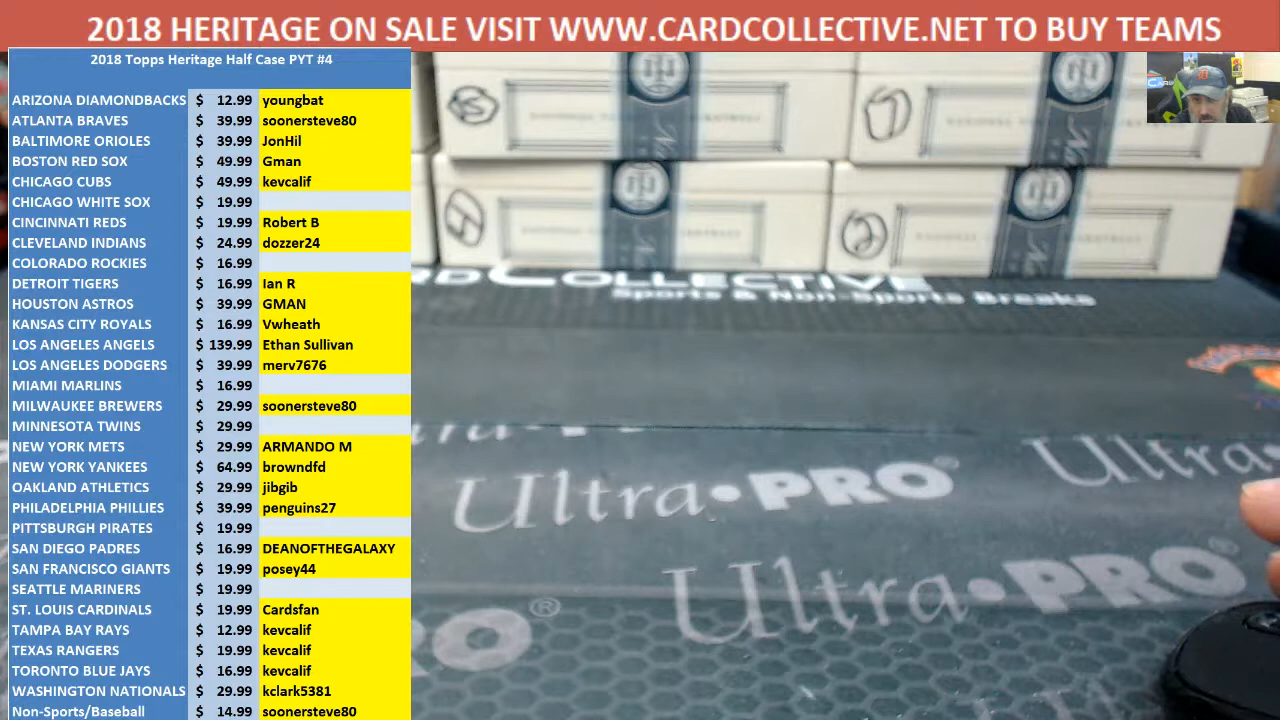 2018 HERITAGE ON SALE VISIT WWW.CARDCOLLECTIVE.NET TO BUY TEAMS
2018 Topps Heritage Half Case PYT #4
ARIZONA DIAMONDBACKS $ 12.99 youngbat
ATLANTA BRAVES $ 39.99 soonersteve80
BALTIMORE ORIOLES $ 39.99 JonHil
BOSTON RED SOX $ 49.99 Gman
CHICAGO CUBS $ 49.99 kevcalif
CHICAGO WHITE SOX $ 19.99
CINCINNATI REDS $ 19.99 Robert B
CLEVELAND INDIANS $ 24.99 dozzer24
COLORADO ROCKIES $ 16.99
DETROIT TIGERS $ 16.99 Ian R
HOUSTON ASTROS $ 39.99 GMAN
KANSAS CITY ROYALS $ 16.99 Vwheath
LOS ANGELES ANGELS $ 139.99 Ethan Sullivan
LOS ANGELES DODGERS $ 39.99 merv7676
MIAMI MARLINS $ 16.99
MILWAUKEE BREWERS $ 29.99 soonersteve80
MINNESOTA TWINS $ 29.99
NEW YORK METS $ 29.99 ARMANDO M
NEW YORK YANKEES $ 64.99 browndfd
OAKLAND ATHLETICS $ 29.99 jibgib
PHILADELPHIA PHILLIES $ 39.99 penguins27
PITTSBURGH PIRATES $ 19.99
SAN DIEGO PADRES $ 16.99 DEANOFTHEGALAXY
SAN FRANCISCO GIANTS $ 19.99 posey44
SEATTLE MARINERS $ 19.99
ST. LOUIS CARDINALS $ 19.99 Cardsfan
TAMPA BAY RAYS $ 12.99 kevcalif
TEXAS RANGERS $ 19.99 kevcalif
TORONTO BLUE JAYS $ 16.99 kevcalif
WASHINGTON NATIONALS $ 29.99 kclark5381
Non-Sports/Baseball $ 14.99 soonersteve80
RDCOLLECTIVE
Sports & Non-Sports Breaks
Ultra•PRO®
Ultra
Ultra•PRO®
RO®